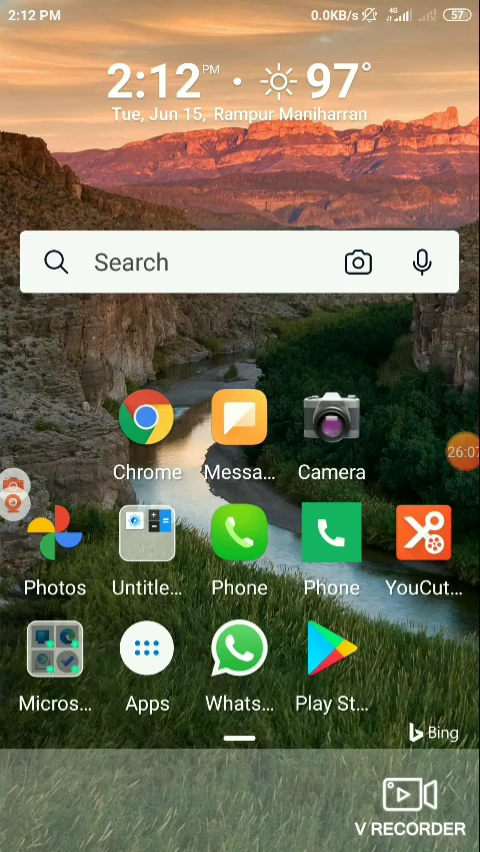 2:12 PM 0.0KB/s 4G 57
2:12 PM • 97°
Tue, Jun 15, Rampur Maniharran
Search
Chrome Messa... Camera
26:07
Photos Untitle... Phone Phone YouCut...
Micros... Apps Whats... Play St...
Bing
V RECORDER